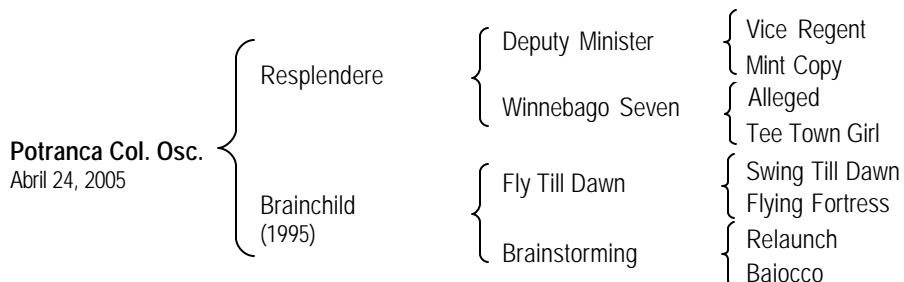 Potranca Col. Osc.
Abril 24, 2005
Resplendere
Brainchild
(1995)
Deputy Minister
Winnebago Seven
Fly Till Dawn
Brainstorming
Vice Regent
Mint Copy
Alleged
Tee Town Girl
Swing Till Dawn
Flying Fortress
Relaunch
Baiocco